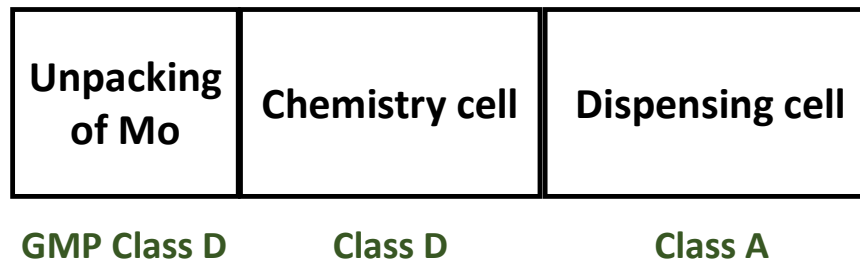 Unpacking
of Mo
Chemistry cell
Dispensing cell
GMP Class D
Class D
Class A